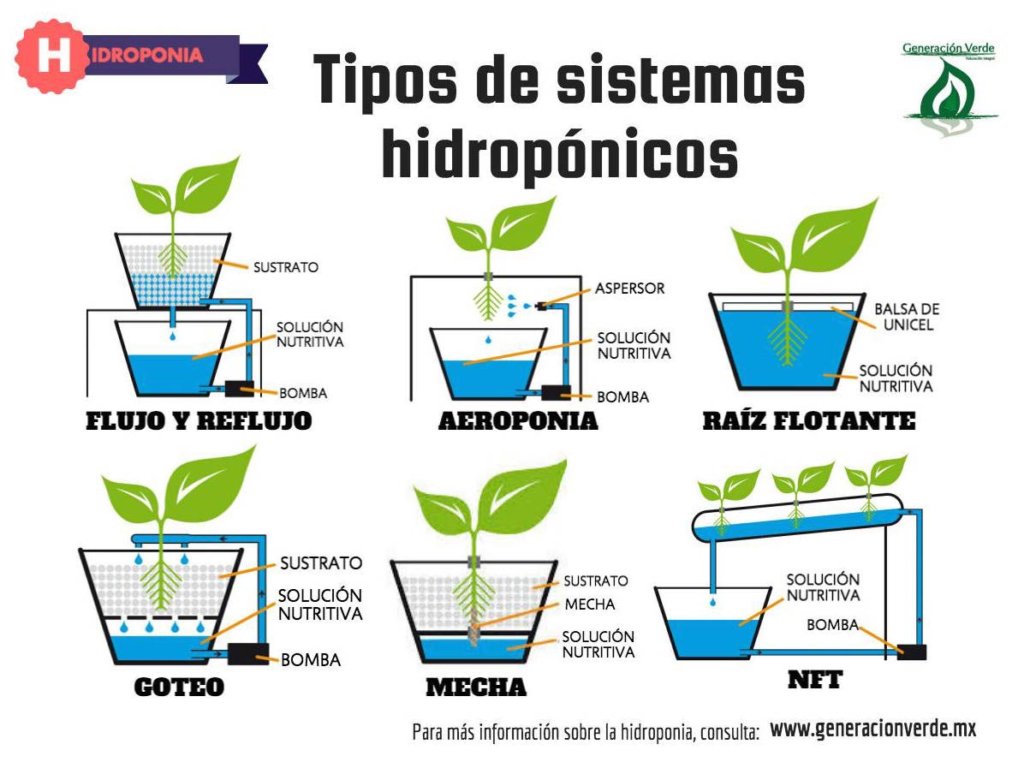 HIDROPONIA
Generación Verde
Tipos de sistemas
hidropónicos
SUSTRATO
SOLUCIÓN
NUTRITIVA
BOMBA
FLUJO Y REFLUJO
ASPERSOR
SOLUCIÓN
NUTRITIVA
BOMBA
AEROPONIA
BALSA DE
UNICEL
SOLUCIÓN
NUTRITIVA
RAÍZ FLOTANTE
SUSTRATO
SOLUCIÓN
NUTRITIVA
BOMBA
GOTEO
SUSTRATO
MECHA
SOLUCIÓN
NUTRITIVA
MECHA
SOLUCIÓN
NUTRITIVA
BOMBA
NFT
Para más información sobre la hidroponia, consulta: www.generacionverde.mx